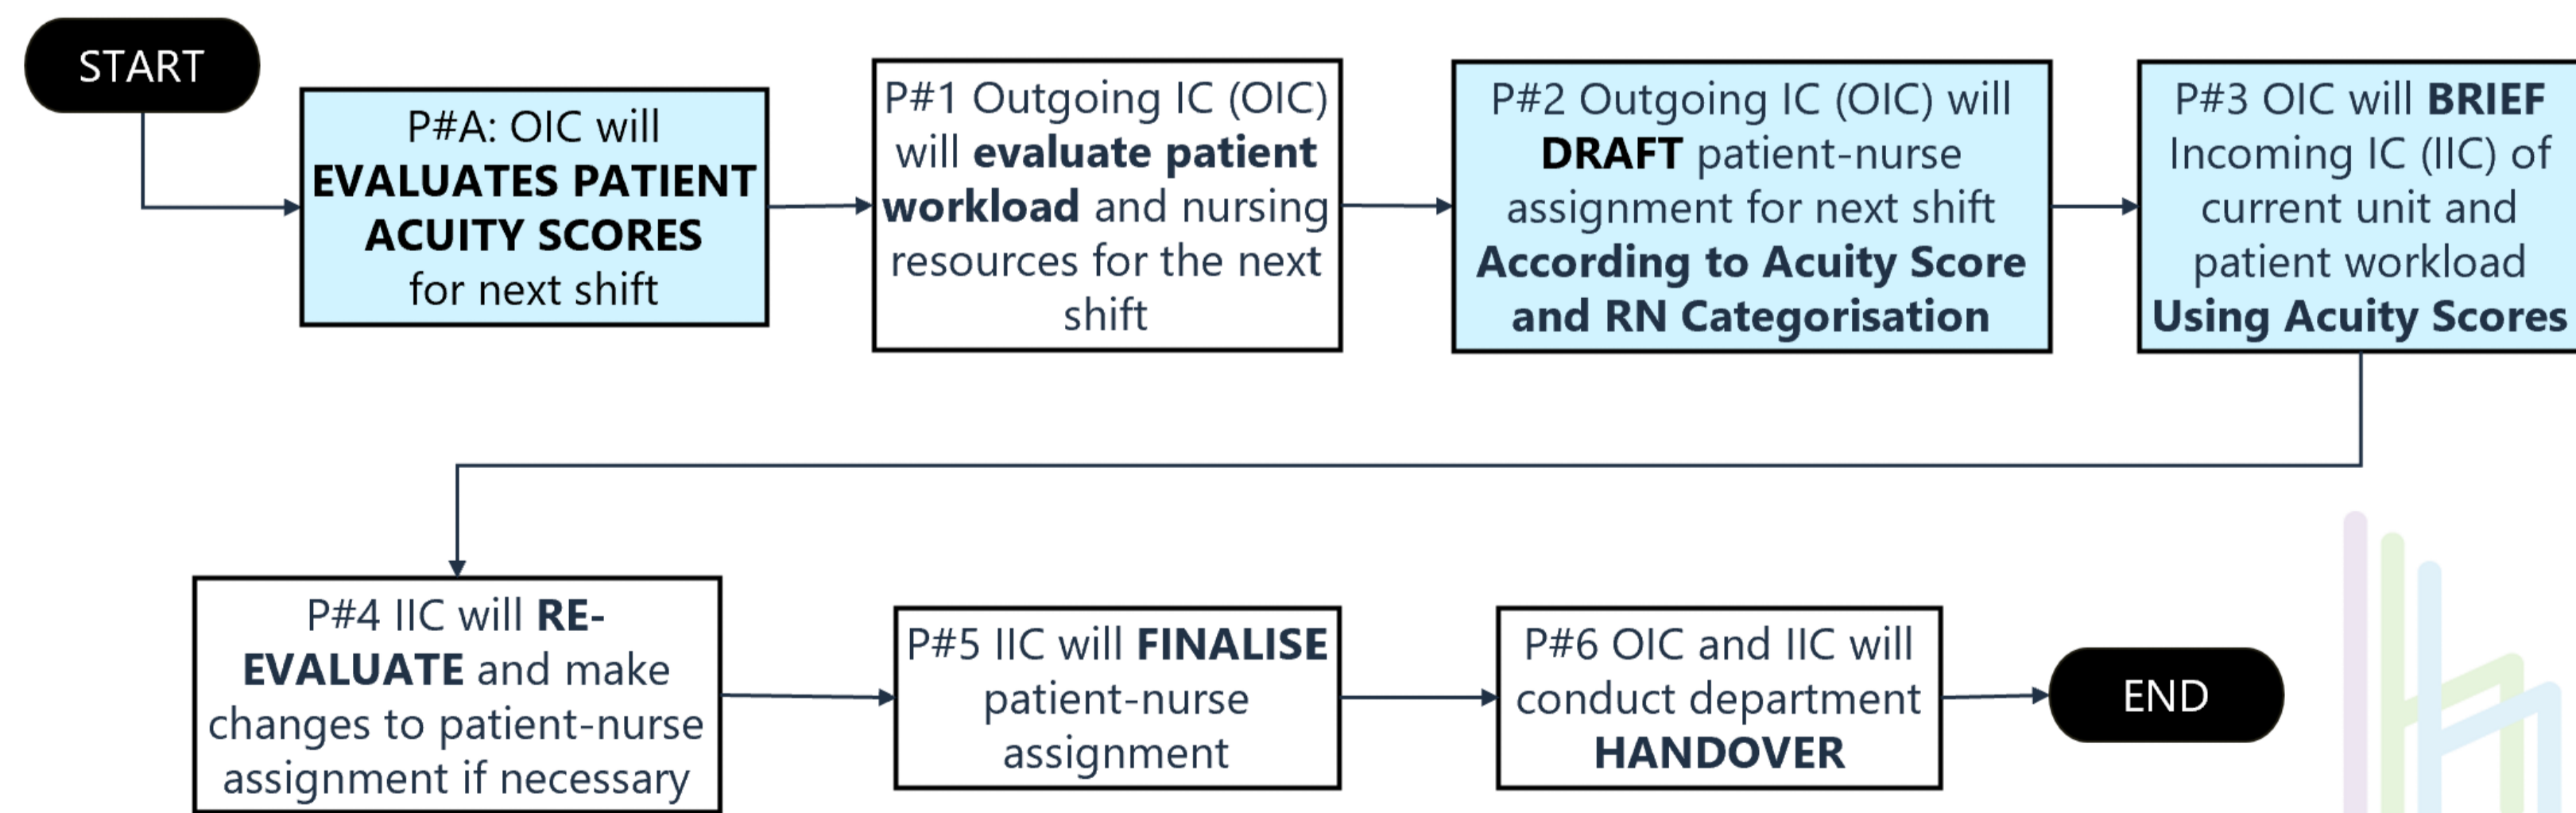 START
P#A: OIC will
EVALUATES PATIENT
ACUITY SCORES
for next shift
P#1 Outgoing IC (OIC)
will evaluate patient
workload and nursing
resources for the next
shift
P#2 Outgoing IC (OIC) will
DRAFT patient-nurse
assignment for next shift
According to Acuity Score
and RN Categorisation
P#3 OIC will BRIEF
Incoming IC (IIC) of
current unit and
patient workload
Using Acuity Scores
P#4 IIC will RE-
EVALUATE and make
changes to patient-nurse
assignment if necessary
P#5 IIC will FINALISE
patient-nurse
assignment
P#6 OIC and IIC will
conduct department
HANDOVER
END